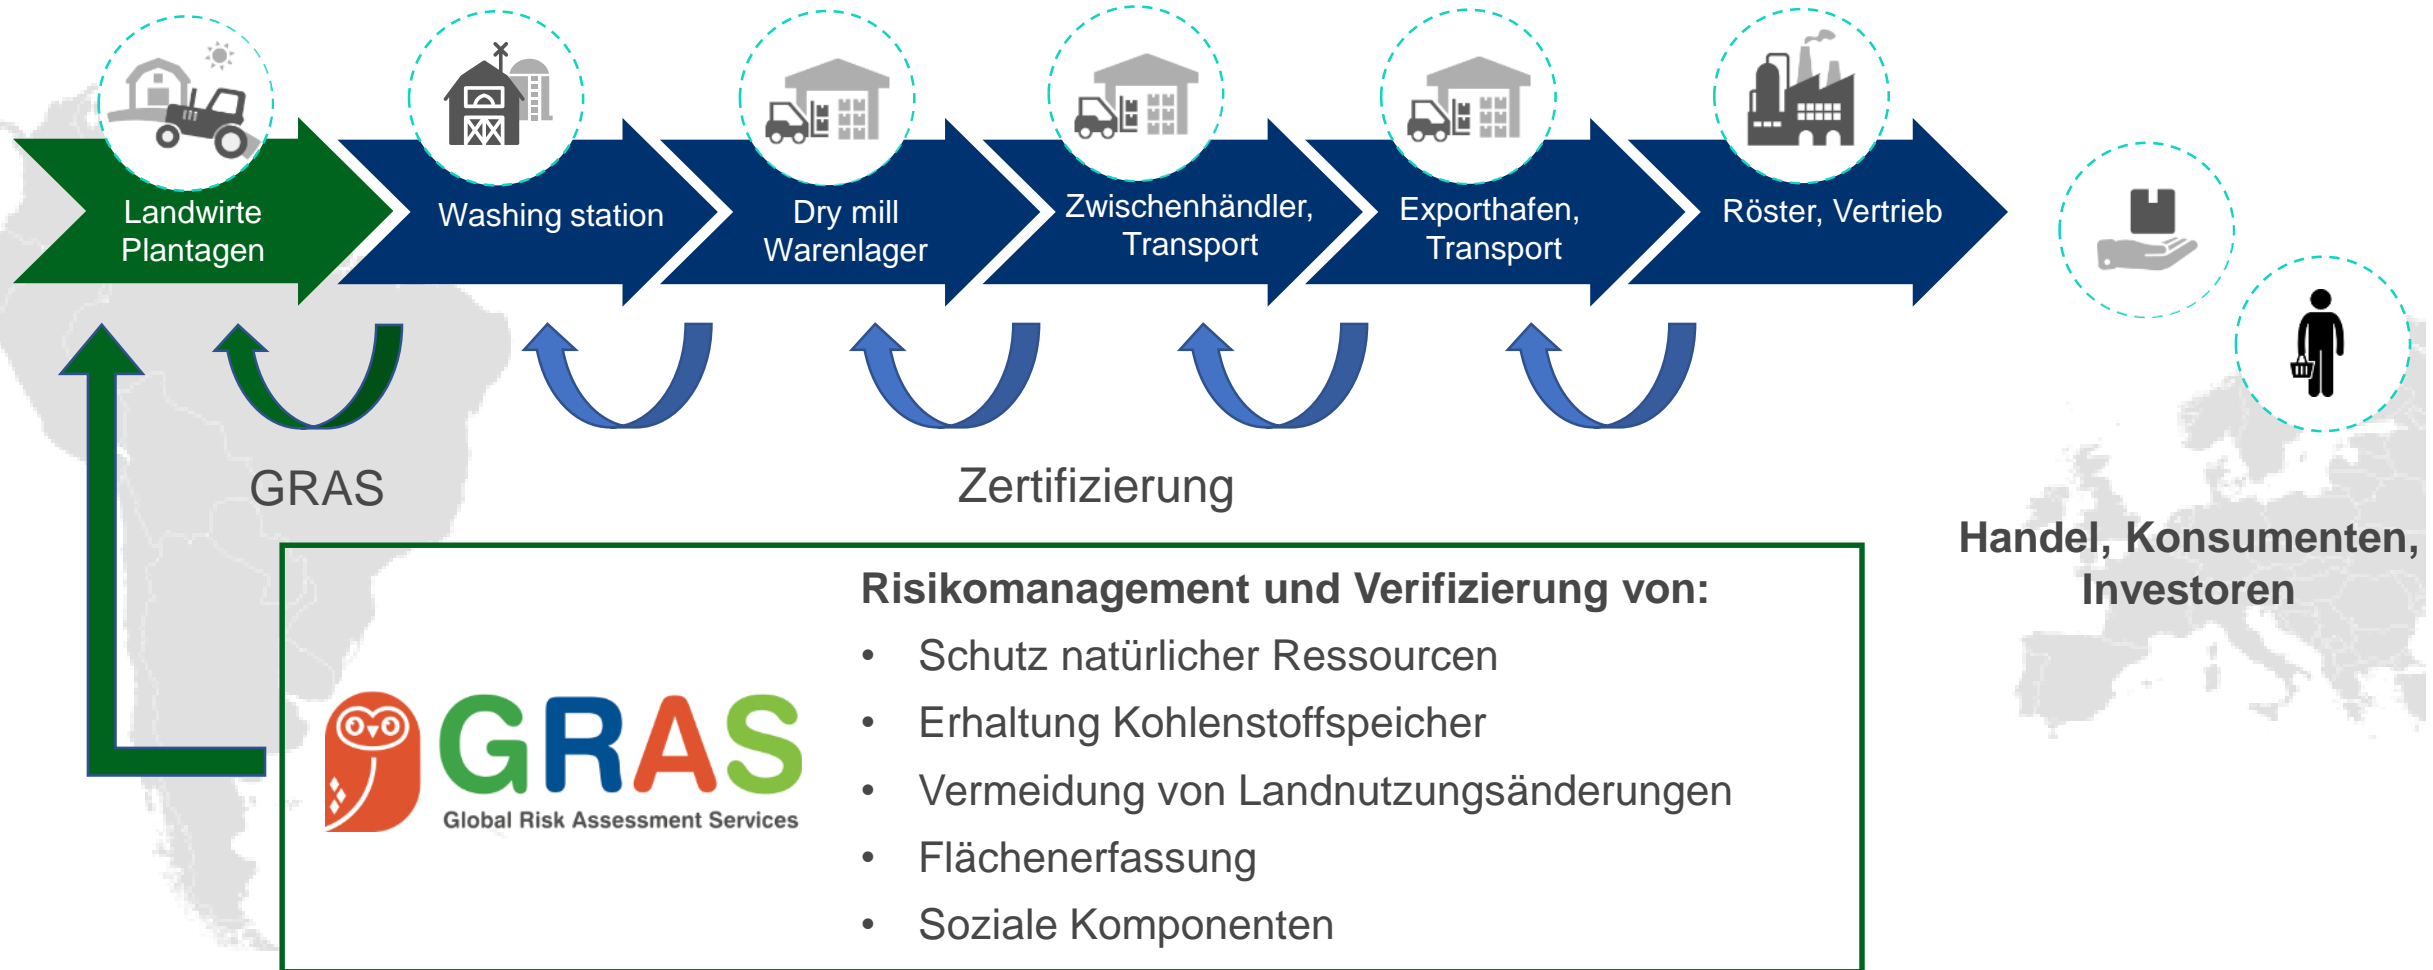 Landwirte
Plantagen
Washing station
Dry mill
Warenlager
Zwischenhändler,
Transport
Exporthafen,
Transport
Röster, Vertrieb
GRAS
Zertifizierung
Handel, Konsumenten,
Investoren
GRAS
Global Risk Assessment Services
Risikomanagement und Verifizierung von:
• Schutz natürlicher Ressourcen
• Erhaltung Kohlenstoffspeicher
• Vermeidung von Landnutzungsänderungen
• Flächenerfassung
• Soziale Komponenten